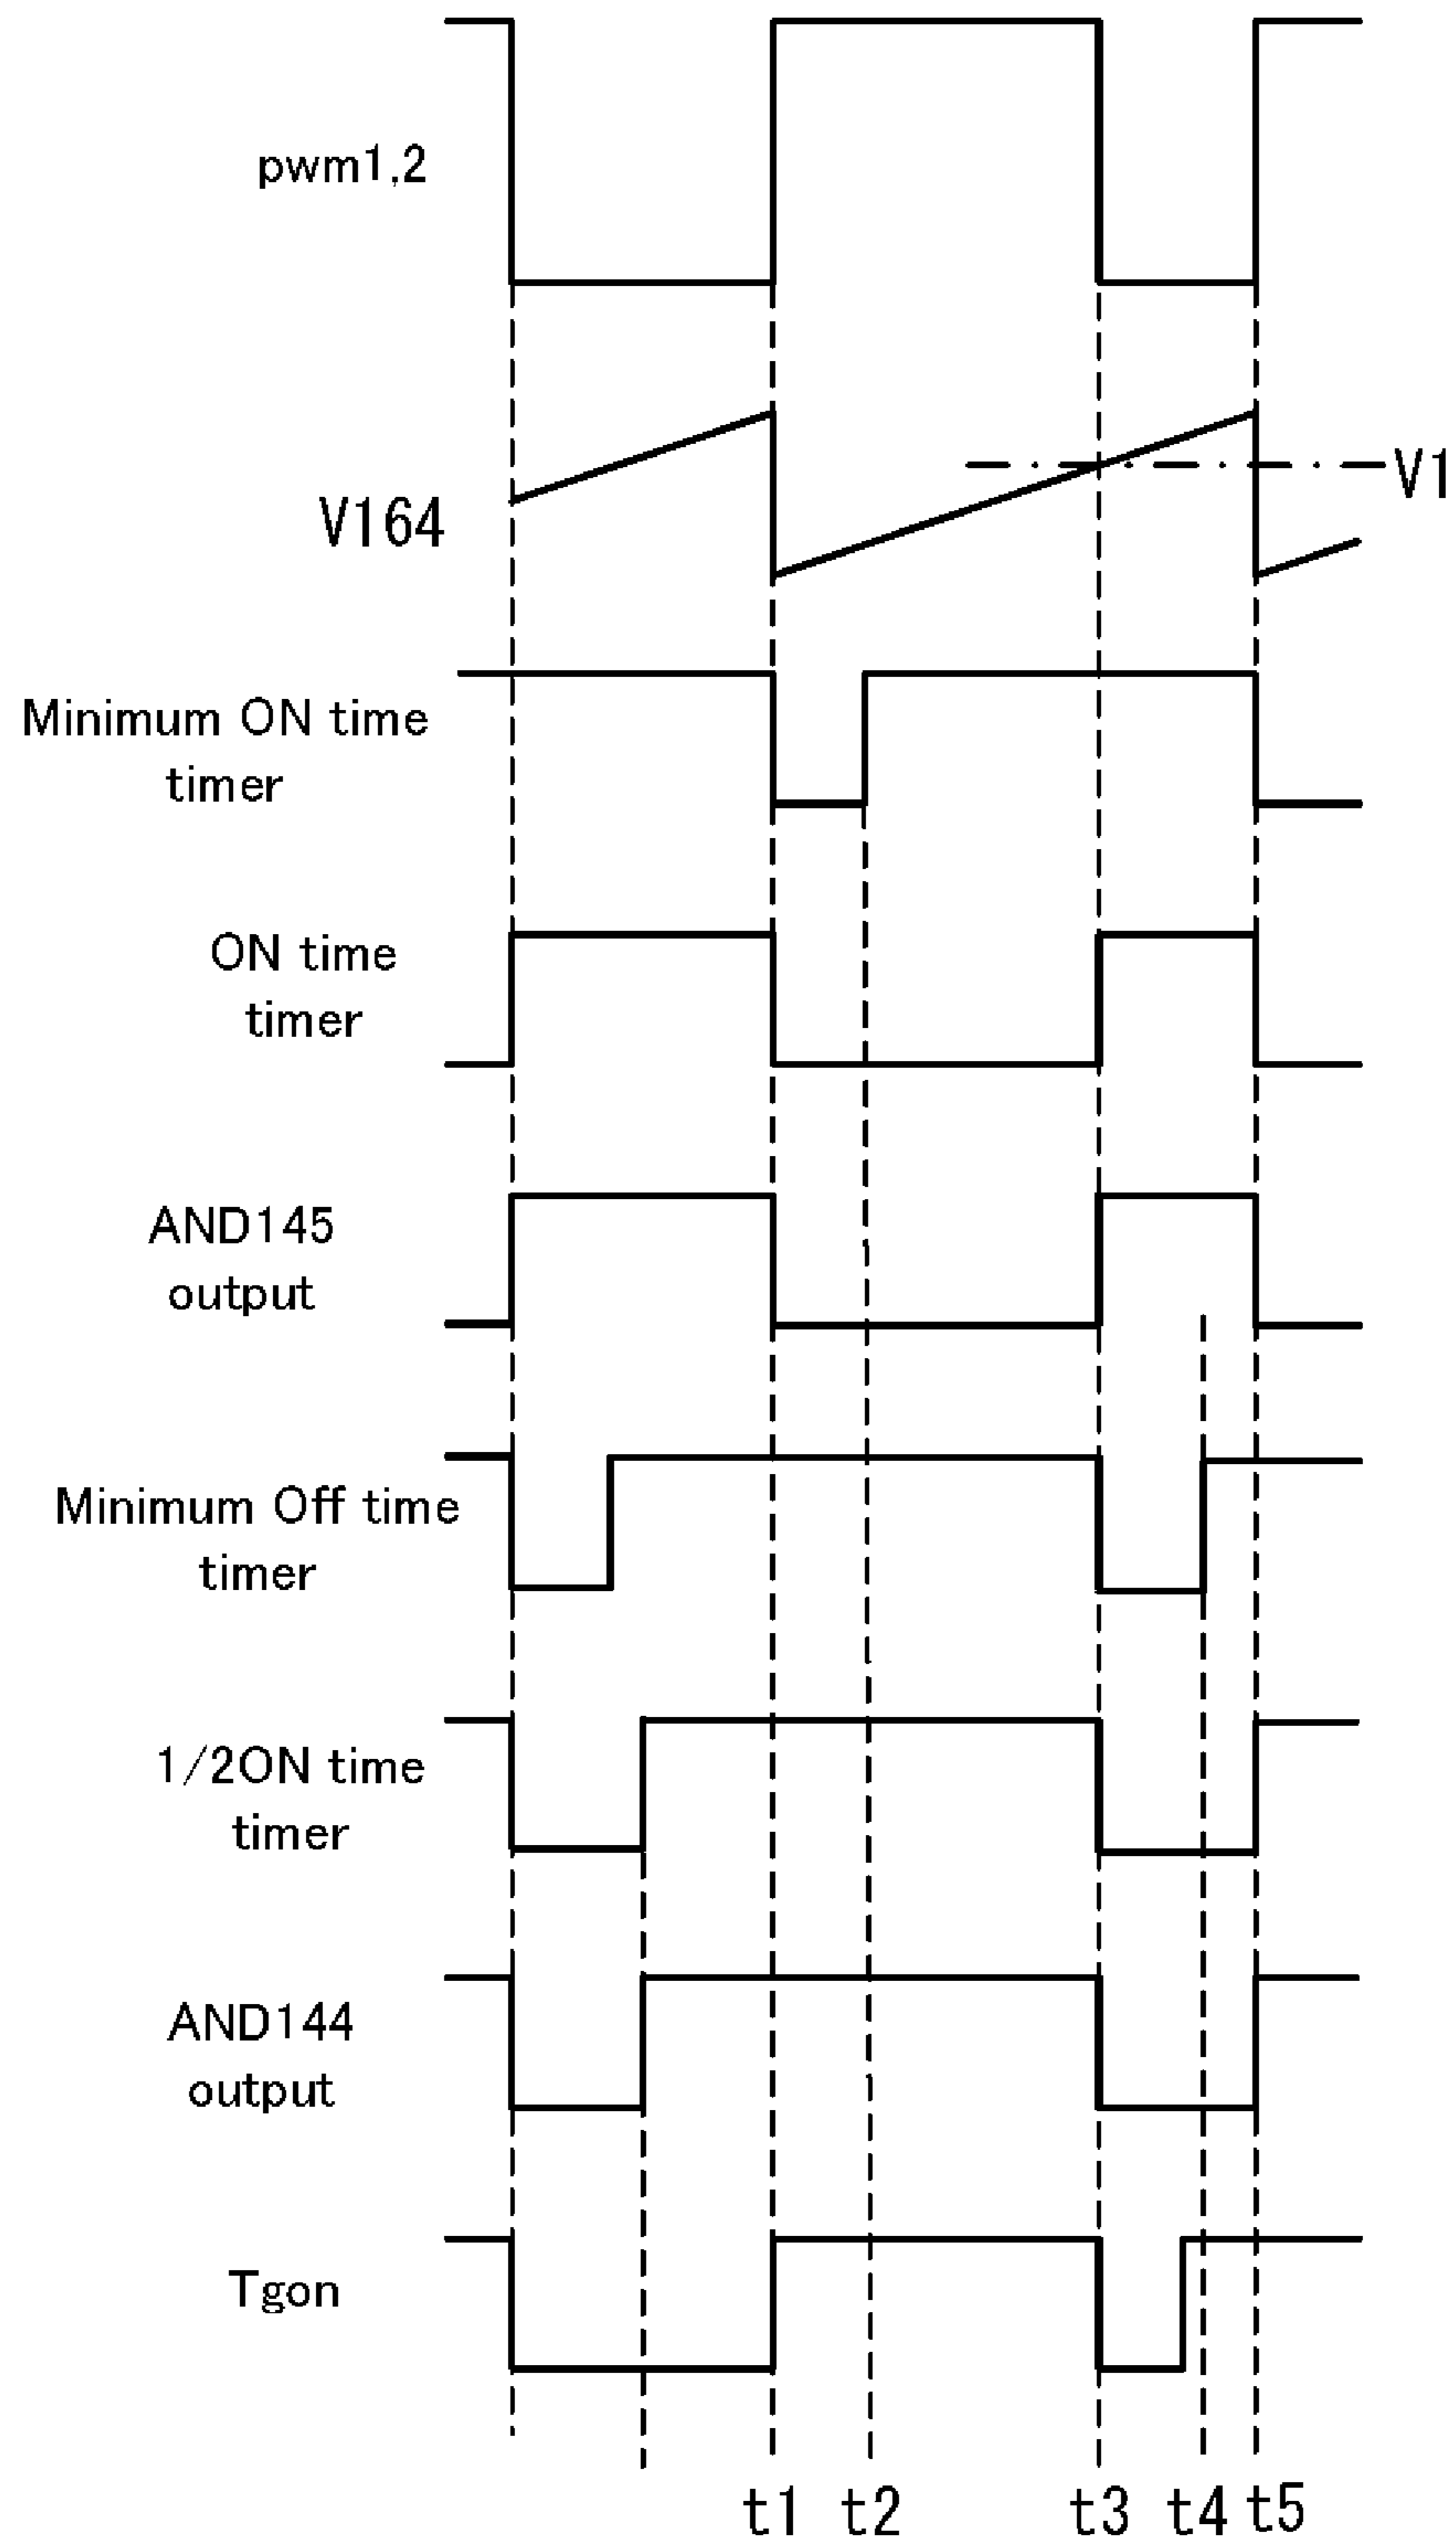 pwm1,2
V164
V1
Minimum ON time
timer
ON time
timer
AND145
output
Minimum Off time
timer
1/2ON time
timer
AND144
output
Tgon
t1 t2 t3 t4 t5